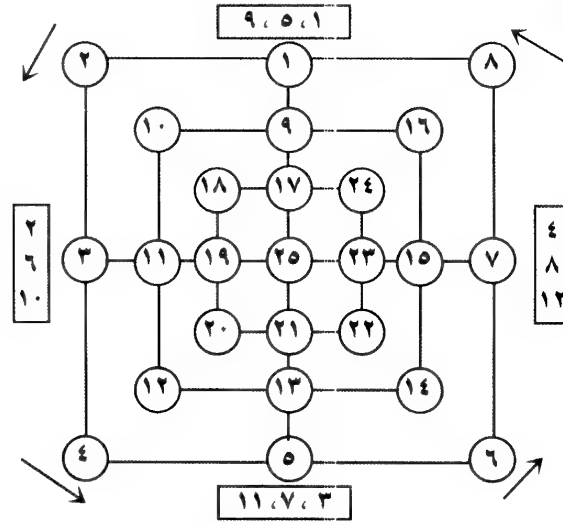 ٩ ، ٥ ، ١
٢ ١ ٨
١٠ ٩ ١٦
١٨ ١٧ ٢٤
٢
٦
١٠
٣ ١١ ١٩ ٢٥ ٢٣ ١٥ ٧
٤
٨
١٢
٢٠ ٢١ ٢٢
١٢ ١٣ ١٤
٤ ٥ ٦
١١ ، ٧ ، ٣